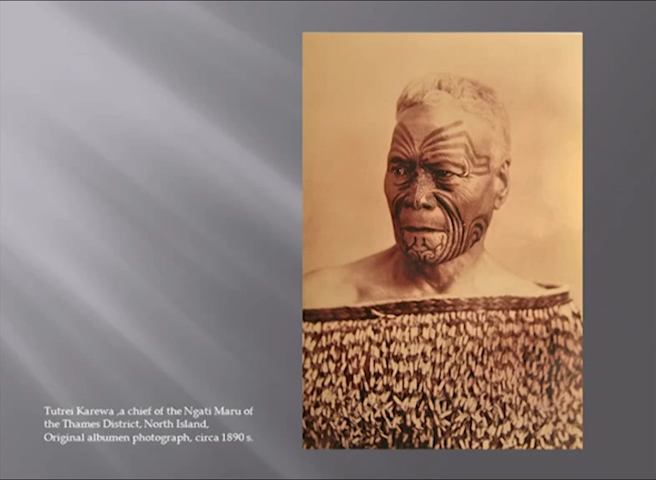 Tutrei Karewa ,a chief of the Ngati Maru of
the Thames District, North Island,
Original albumen photograph, circa 1890 s.